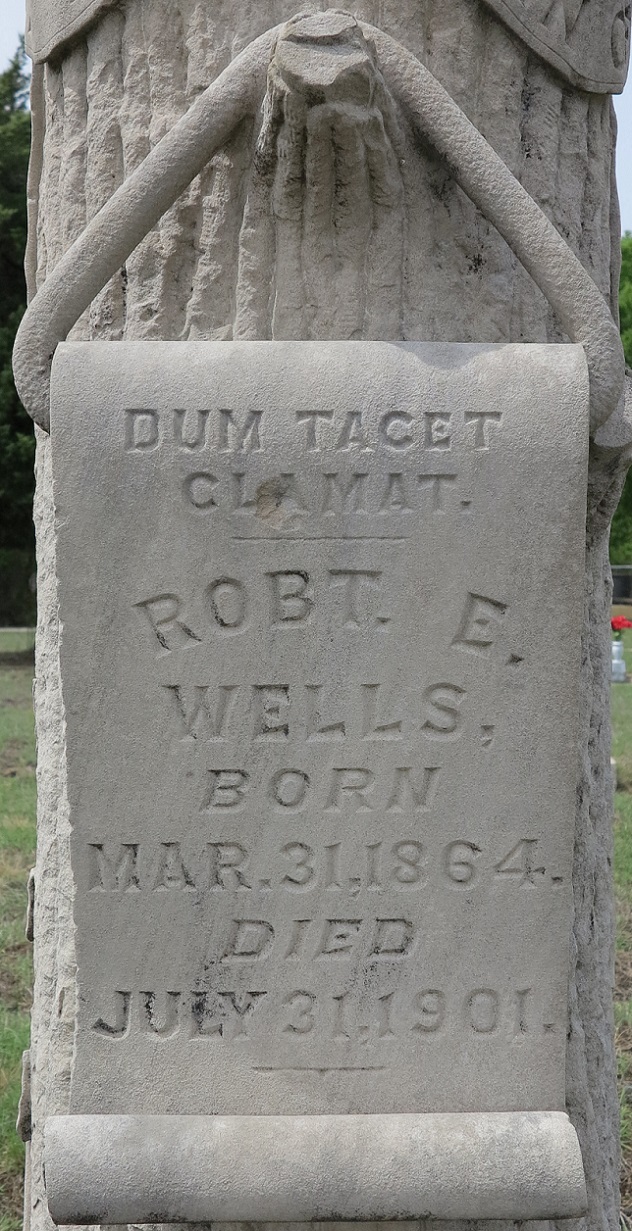 DUM TACET
CLAMAT.
ROBT. E.
WELLS,
BORN
MAR. 31, 1864.
DIED
JULY 31, 1901.